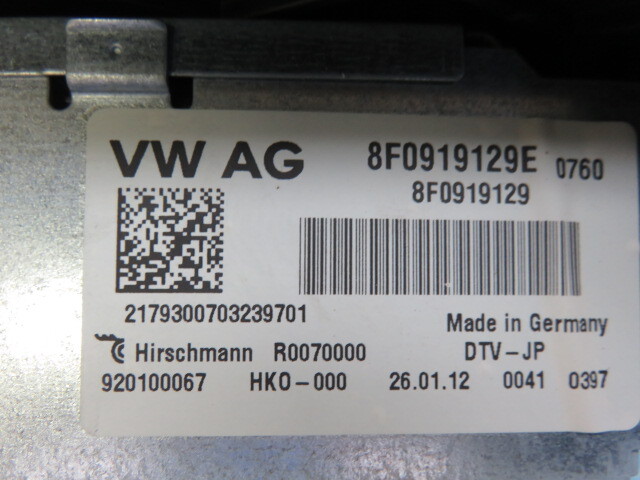 VW AG 8F0919129E 0760
8F0919129
2179300703239701
Made in Germany
Hirschmann R0070000 DTV-JP
920100067 HKO-000 26.01.12 0041 0397